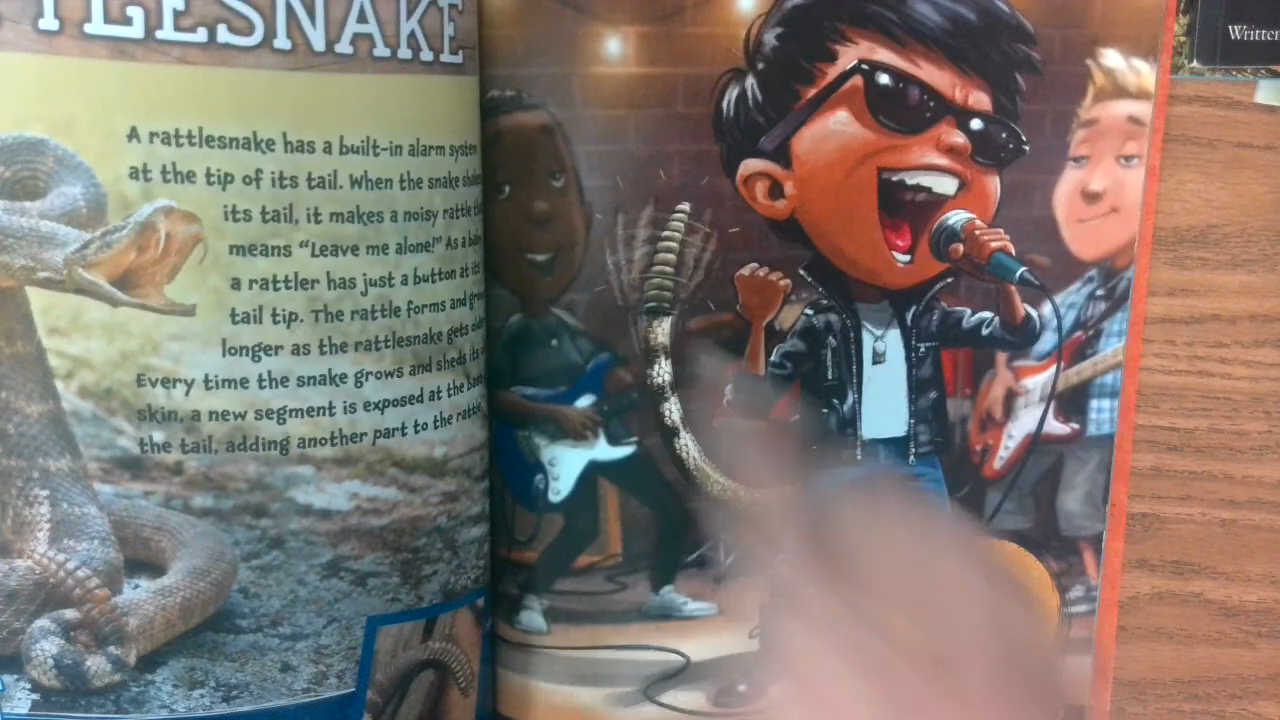 TLESNAKE
A rattlesnake has a built-in alarm system
at the tip of its tail. When the snake
its tail, it makes a noisy rattle
means “Leave me alone!” As a
a rattler has just a button at its
tail tip. The rattle forms and
longer as the rattlesnake gets
Every time the snake grows and sheds its
skin, a new segment is exposed at the
the tail, adding another part to the rattle
Written